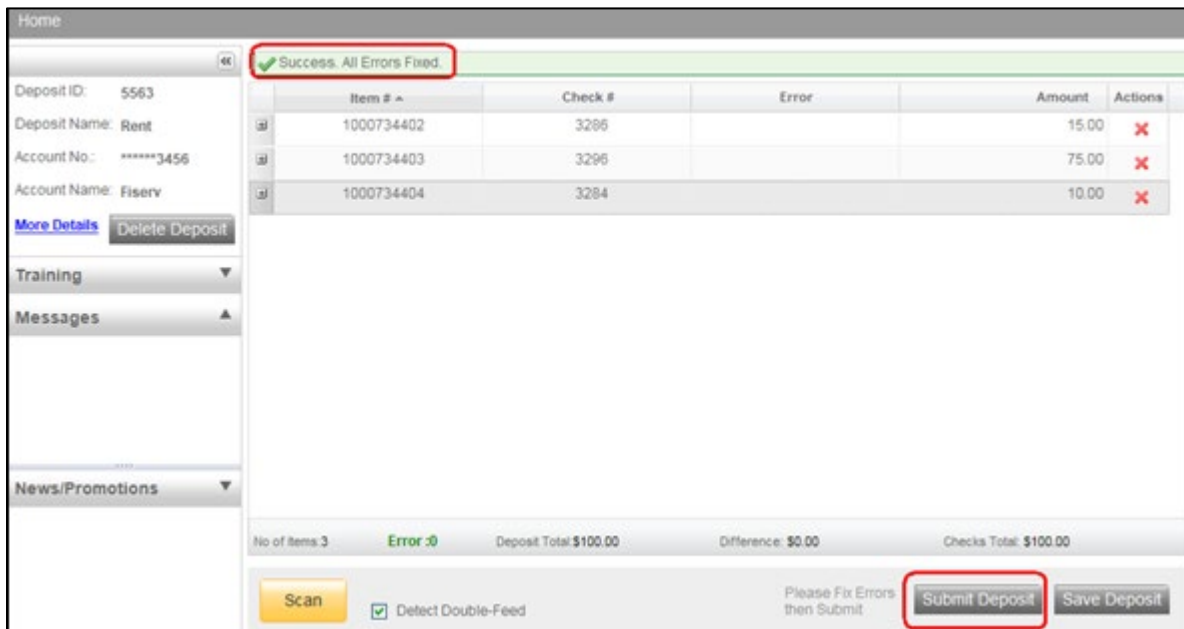 Home
Success. All Errors Fixed.
Deposit ID: 5563
Deposit Name: Rent
Account No.: ******3456
Account Name: Fiserv
More Details Delete Deposit
Training
Messages
News/Promotions
Item # Check # Error Amount Actions
1000734402 3286 15.00
1000734403 3296 75.00
1000734404 3284 10.00
No of Items:3 Error :0 Deposit Total:$100.00 Difference: $0.00 Checks Total: $100.00
Scan Detect Double-Feed
Please Fix Errors
then Submit
Submit Deposit Save Deposit